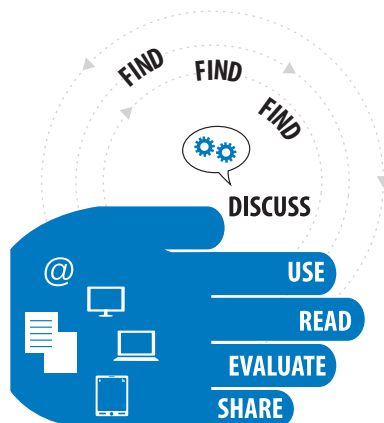 FIND
FIND
FIND
DISCUSS
@
USE
READ
EVALUATE
SHARE